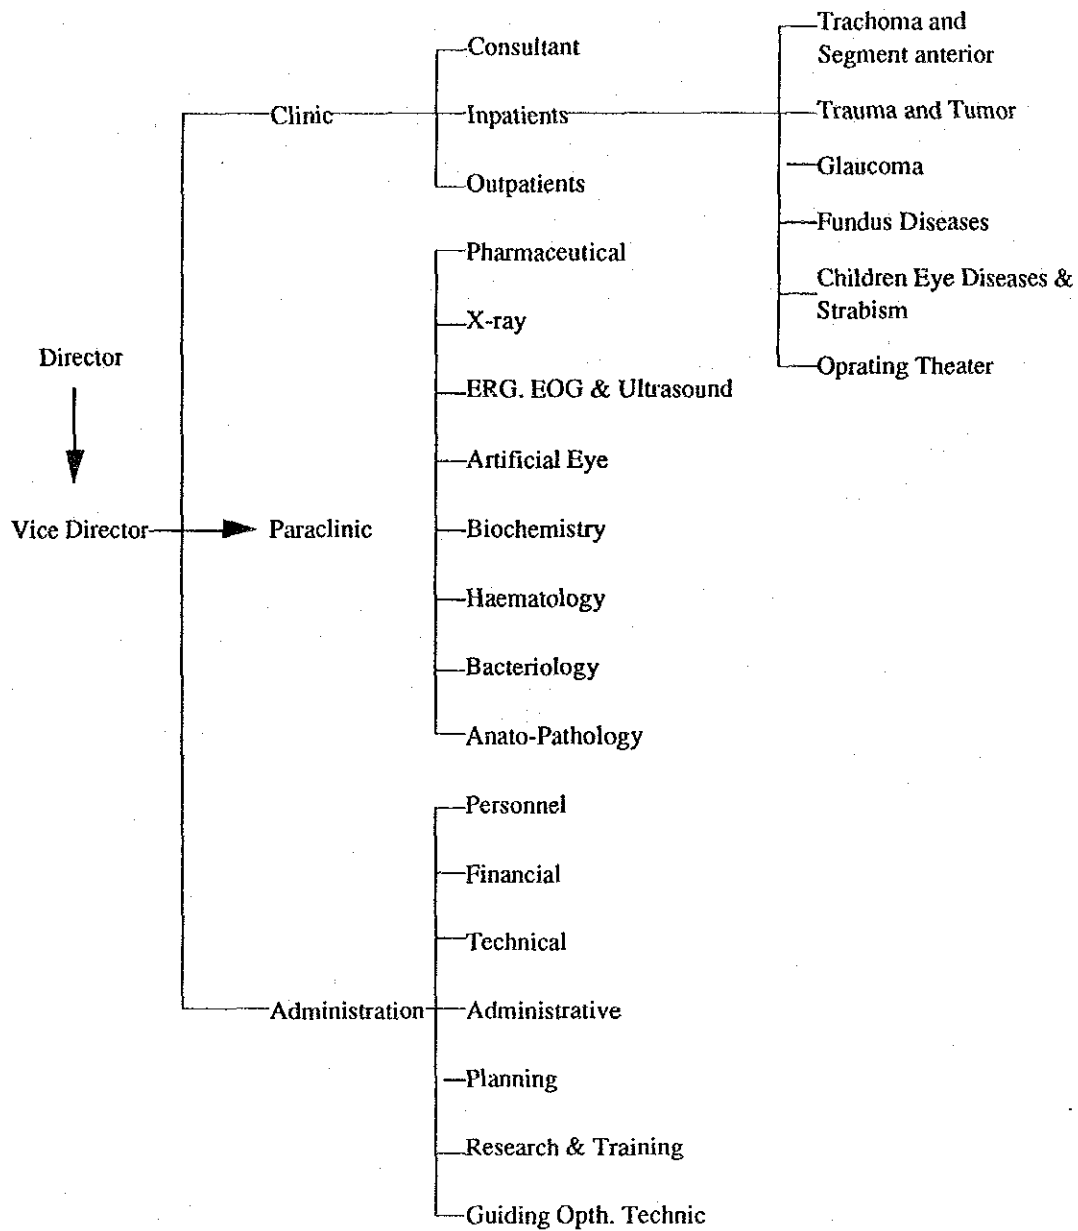 Director
Vice Director
Clinic
Paraclinic
Administration
Consultant
Inpatients
Outpatients
Pharmaceutical
X-ray
ERG. EOG & Ultrasound
Artificial Eye
Biochemistry
Haematology
Bacteriology
Anato-Pathology
Personnel
Financial
Technical
Administrative
Planning
Research & Training
Guiding Opth. Technic
Trachoma and
Segment anterior
Trauma and Tumor
Glaucoma
Fundus Diseases
Children Eye Diseases &
Strabism
Oprating Theater